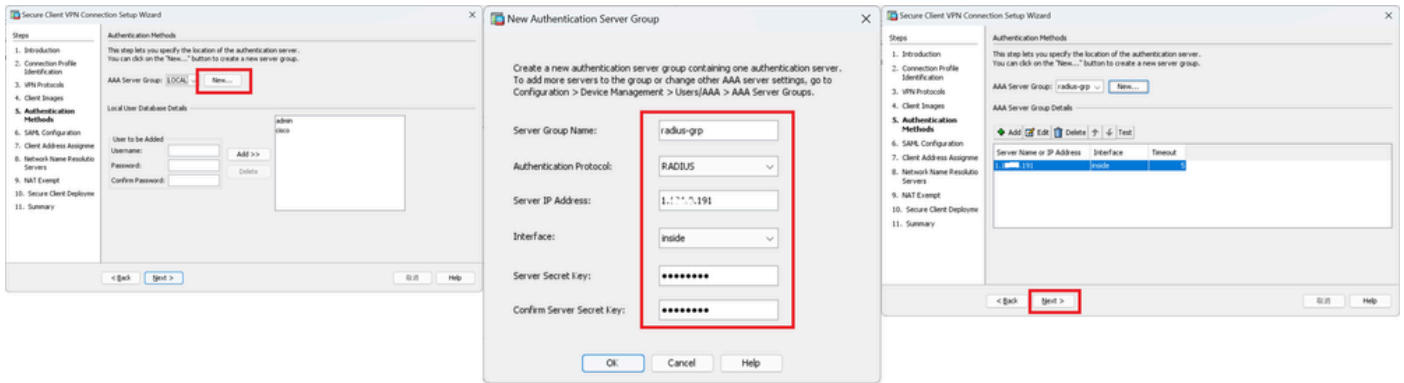 Secure Client VPN Connection Setup Wizard
Steps
1. Introduction
2. Connection Profile
Identification
3. VPN Protocols
4. Client Images
5. Authentication
Methods
6. SAML Configuration
7. Client Address Assignme
8. Network Name Resolutio
Servers
9. NAT Exempt
10. Secure Client Deployme
11. Summary
Authentication Methods
This step lets you specify the location of the authentication server.
You can click on the "New..." button to create a new server group.
AAA Server Group: LOCAL New...
Local User Database Details
User to be Added
Username:
Password:
Confirm Password:
Add >>
Delete
admin
cisco
< Back Next > 取消 Help
New Authentication Server Group
Create a new authentication server group containing one authentication server.
To add more servers to the group or change other AAA server settings, go to
Configuration > Device Management > Users/AAA > AAA Server Groups.
Server Group Name: radius-grp
Authentication Protocol: RADIUS
Server IP Address:
Interface: inside
Server Secret Key: ••••••••
Confirm Server Secret Key: ••••••••
OK Cancel Help
Secure Client VPN Connection Setup Wizard
Steps
1. Introduction
2. Connection Profile
Identification
3. VPN Protocols
4. Client Images
5. Authentication
Methods
6. SAML Configuration
7. Client Address Assignme
8. Network Name Resolutio
Servers
9. NAT Exempt
10. Secure Client Deployme
11. Summary
Authentication Methods
This step lets you specify the location of the authentication server.
You can click on the "New..." button to create a new server group.
AAA Server Group: radius-grp New...
AAA Server Group Details
Add Edit Delete Test
Server Name or IP Address Interface Timeout
inside 5
< Back Next > 取消 Help